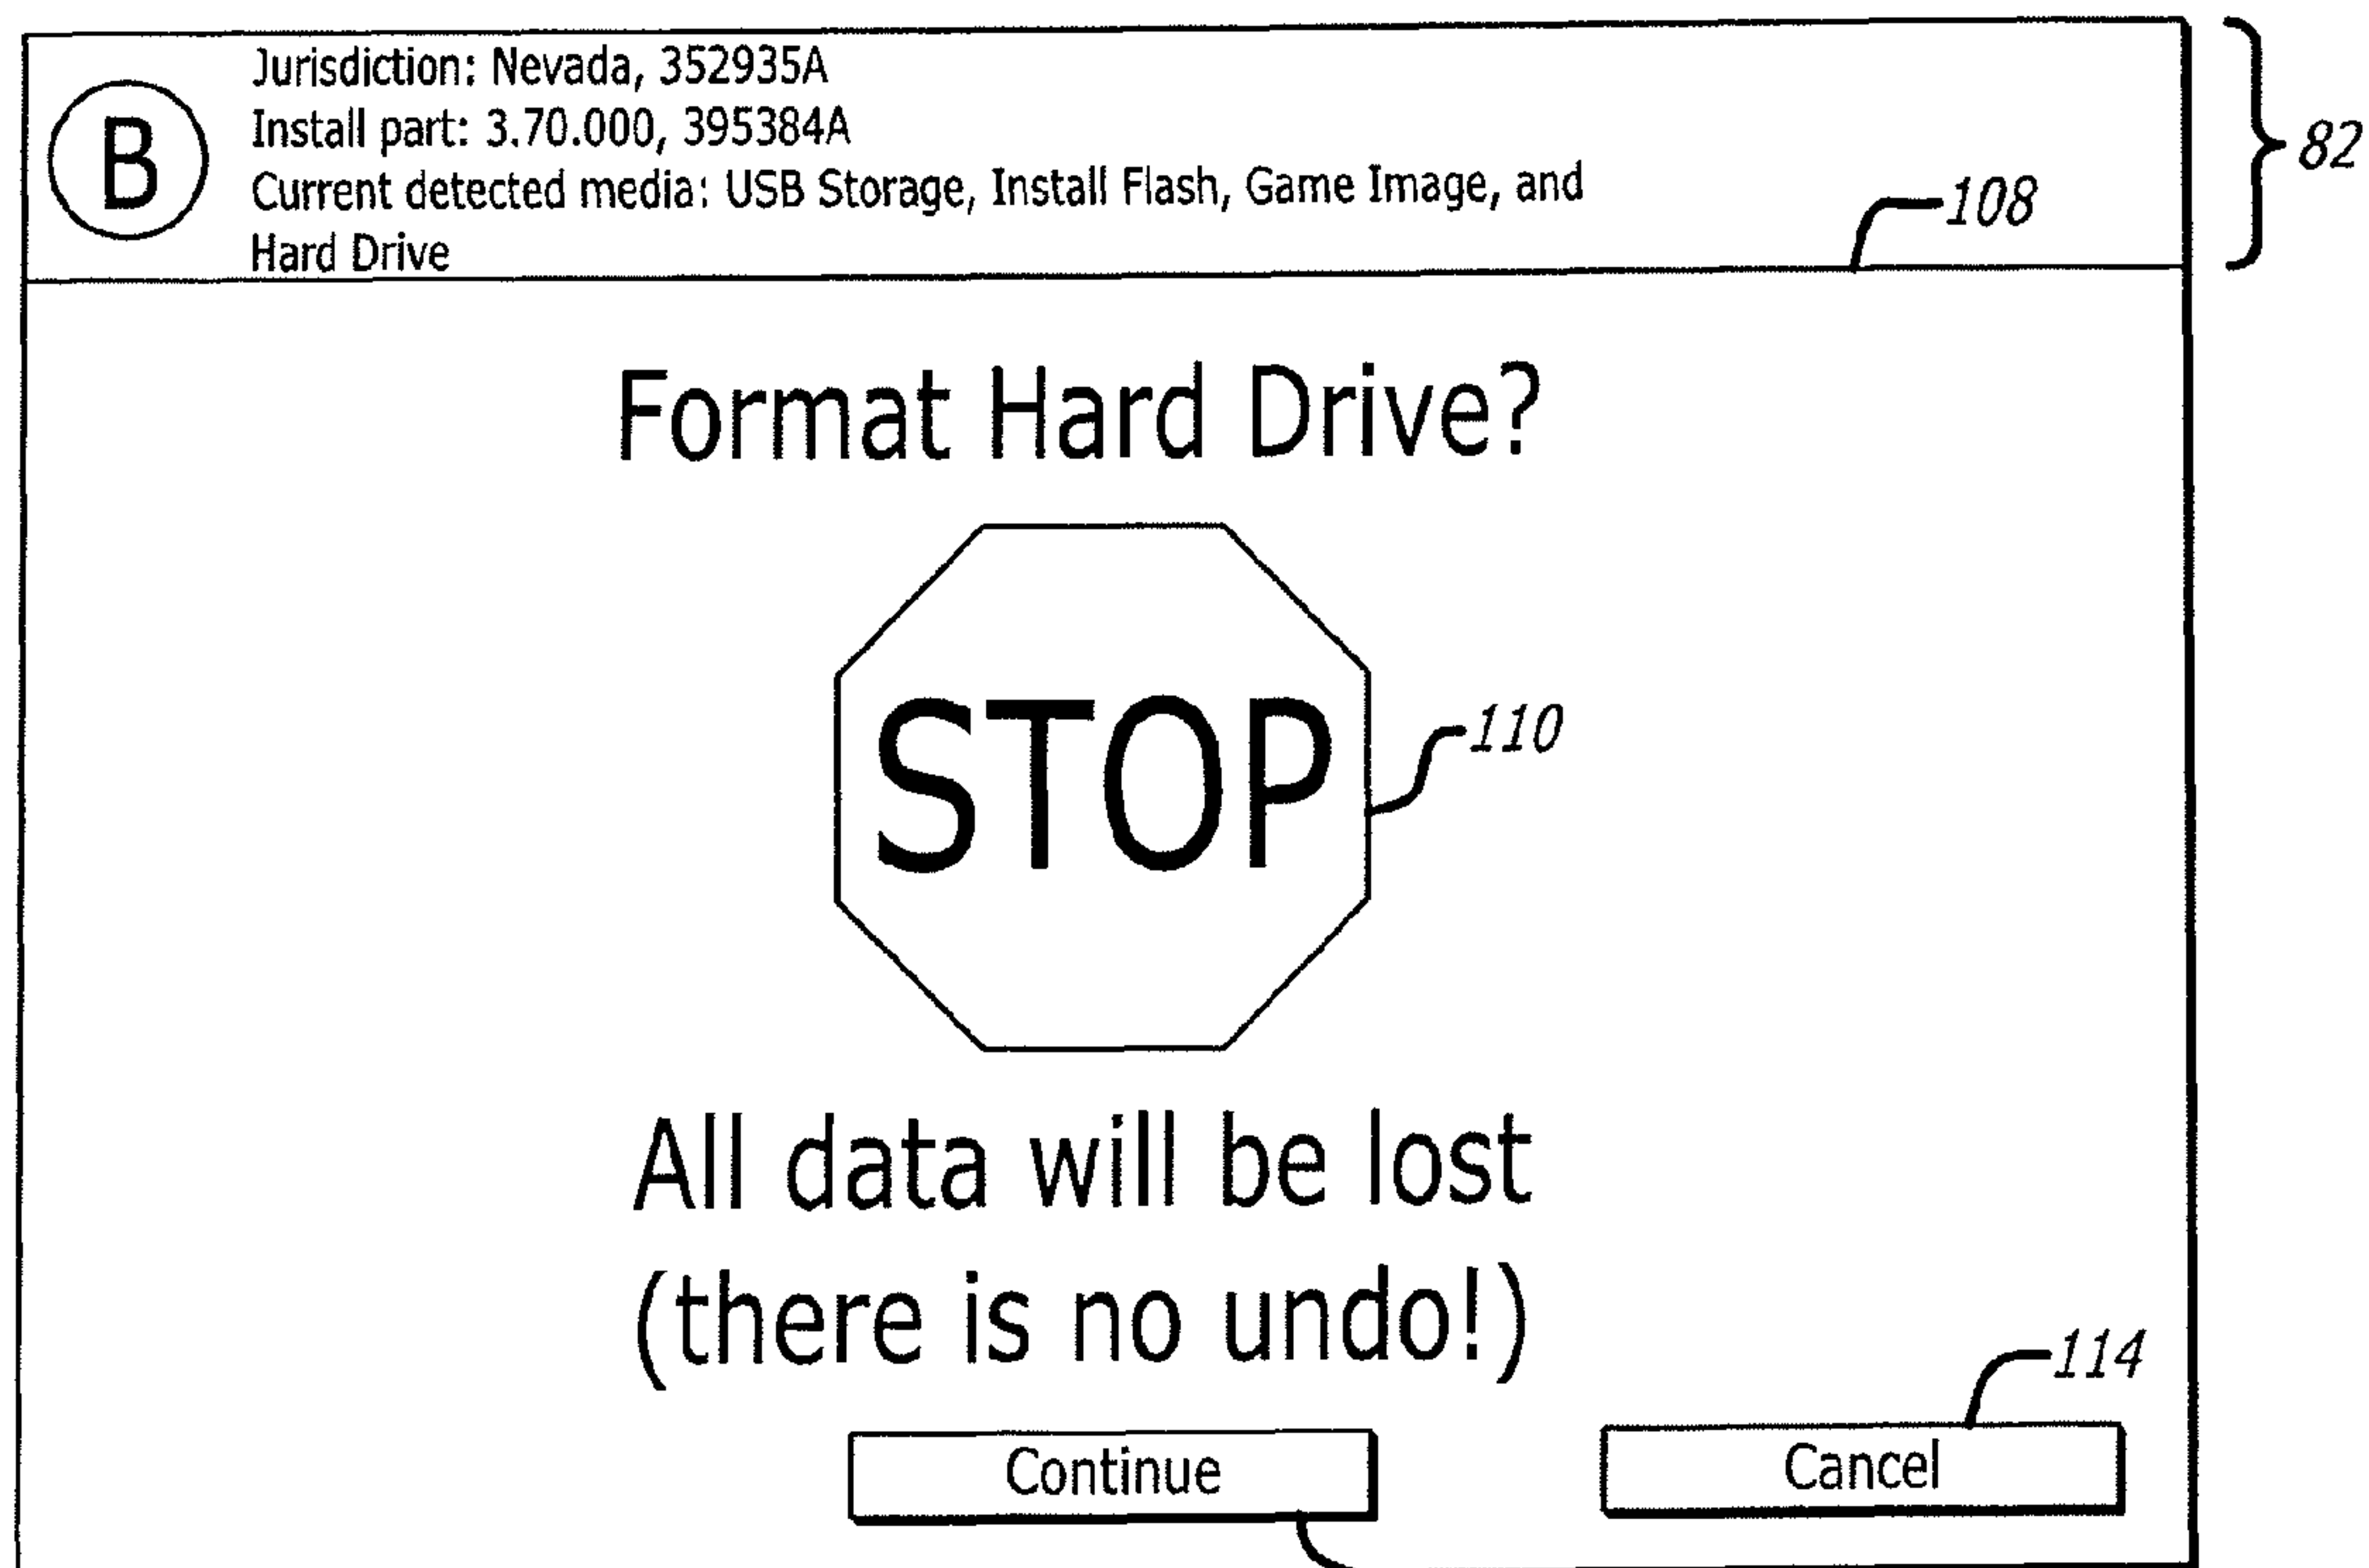 B
Jurisdiction: Nevada, 352935A
Install part: 3.70.000, 395384A
Current detected media: USB Storage, Install Flash, Game Image, and
Hard Drive
82
108
Format Hard Drive?
STOP
110
All data will be lost
(there is no undo!)
114
Continue
Cancel